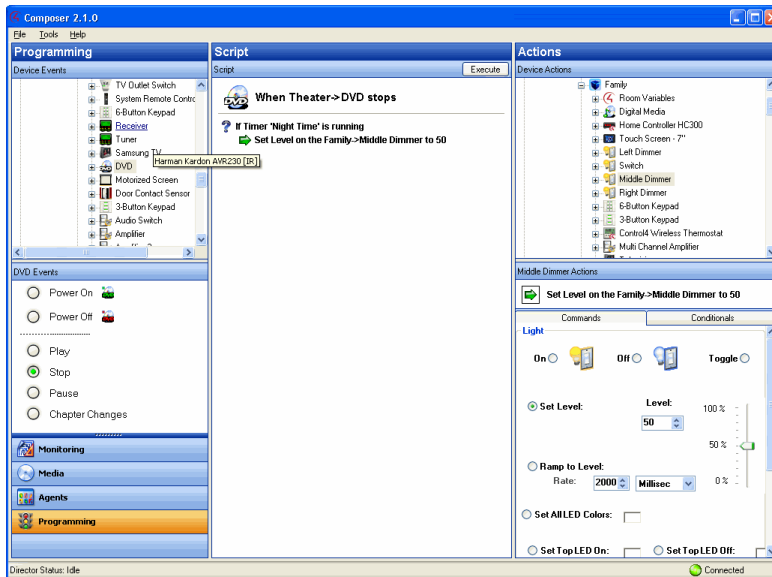 Composer 2.1.0
File Tools Help
Programming
Device Events
TV Outlet Switch
System Remote Contrc
6-Button Keypad
Receiver
Tuner
Samsung TV
Harman Kardon AVR230 [IR]
DVD
Motorized Screen
Door Contact Sensor
3-Button Keypad
Audio Switch
Amplifier
DVD Events
Power On
Power Off
Play
Stop
Pause
Chapter Changes
Monitoring
Media
Agents
Programming
Director Status: Idle
Script
Script Execute
DVD When Theater->DVD stops
? If Timer 'Night Time' is running
Set Level on the Family->Middle Dimmer to 50
Actions
Device Actions
Family
Room Variables
Digital Media
Home Controller HC300
Touch Screen - 7"
Left Dimmer
Switch
Middle Dimmer
Right Dimmer
6-Button Keypad
3-Button Keypad
Control4 Wireless Thermostat
Multi Channel Amplifier
Middle Dimmer Actions
Set Level on the Family->Middle Dimmer to 50
Commands Conditionals
Light
On Off Toggle
Set Level: Level: 100 %
50
50 %
Ramp to Level:
Rate: 2000 Millisec 0 %
Set All LED Colors:
Set Top LED On: Set Top LED Off:
Connected